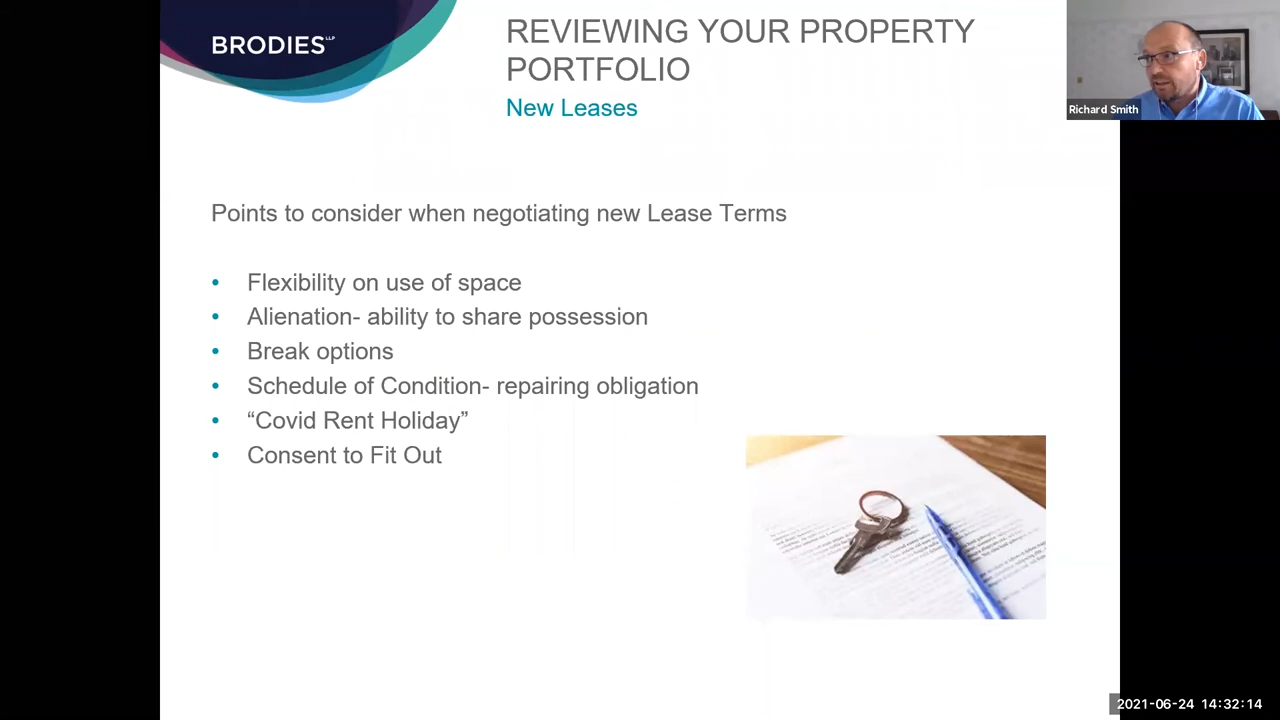 BRODIES LLP
REVIEWING YOUR PROPERTY
PORTFOLIO
New Leases
Richard Smith
Points to consider when negotiating new Lease Terms
• Flexibility on use of space
• Alienation- ability to share possession
• Break options
• Schedule of Condition- repairing obligation
• “Covid Rent Holiday”
• Consent to Fit Out
2021-06-24 14:32:14